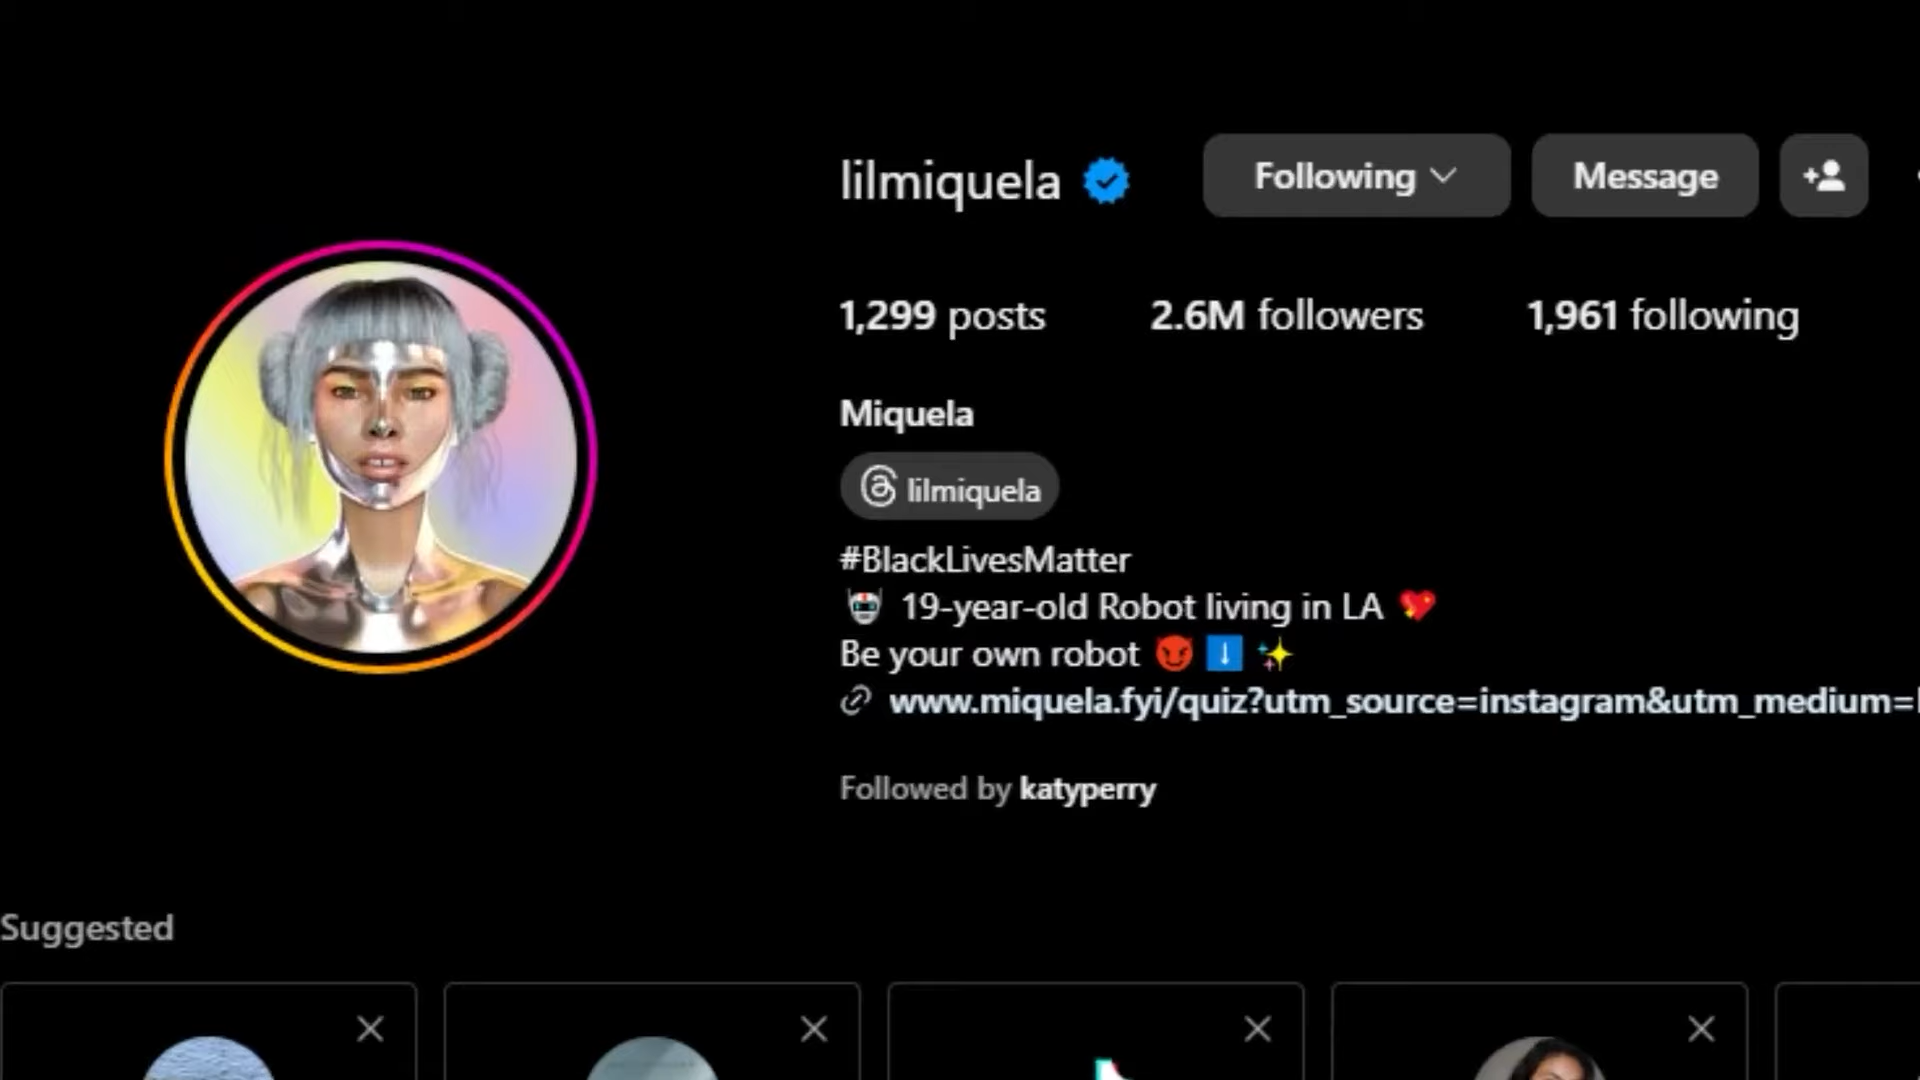 lilmiquela
Following
Message
1,299 posts
2.6M followers
1,961 following
Miquela
lilmiquela
#BlackLivesMatter
🤖 19-year-old Robot living in LA 💖
Be your own robot 😈 ⬇️ ✨
www.miquela.fyi/quiz?utm_source=instagram&utm_medium=
Followed by katyperry
Suggested